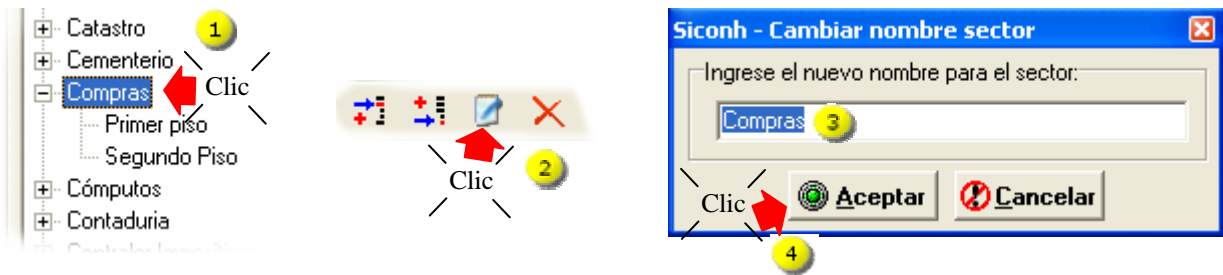 Catastro
1
Cementerio
Compras
Clic
Primer piso
Segundo Piso
Cómputos
Contaduria
Clic
2
Siconh - Cambiar nombre sector
Ingrese el nuevo nombre para el sector:
Compras
3
Clic
Aceptar
Cancelar
4